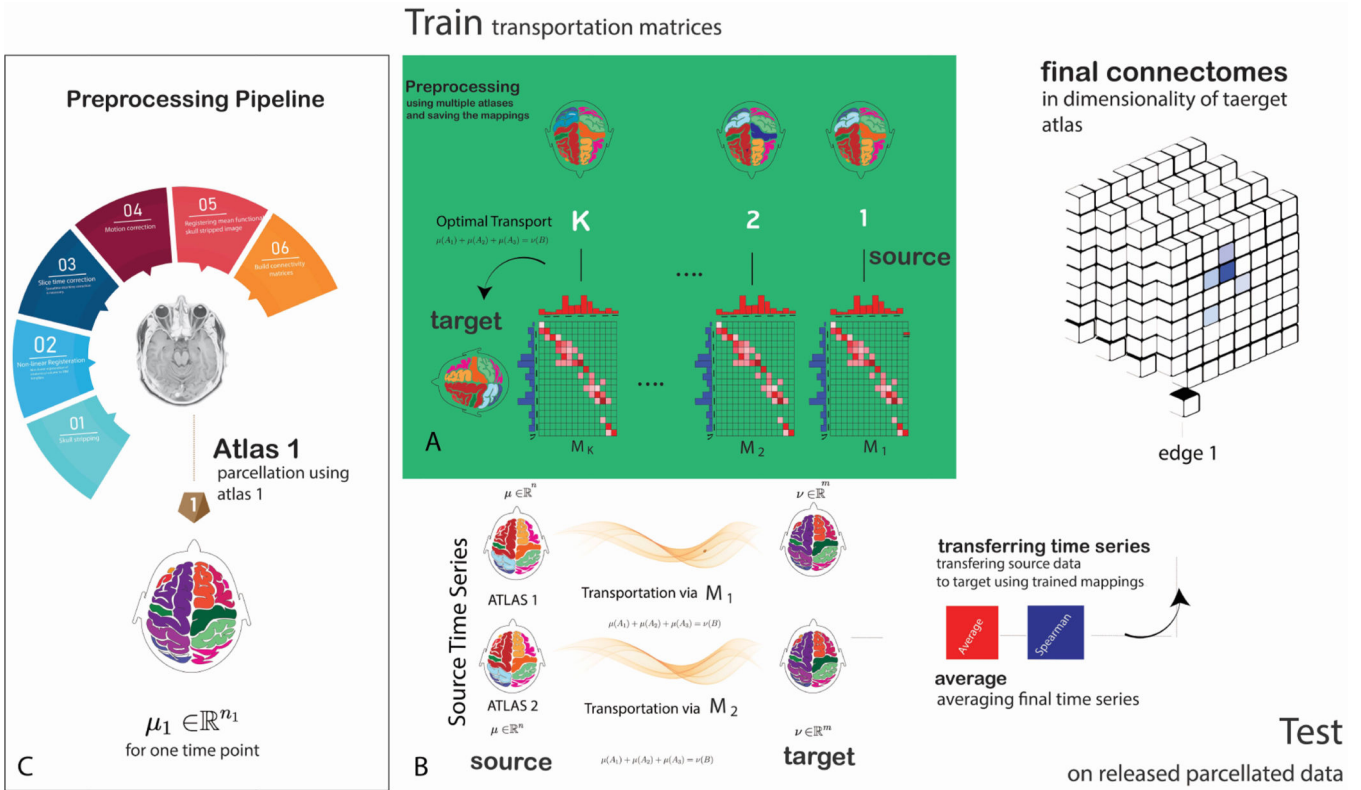 Train transportation matrices
Preprocessing Pipeline
01
Skull stripping
02
Non-linear Registeration
03
Slice time correction
04
Motion correction
05
Registering mean functional
skull stripped image
06
Build connectivity
matrices
Atlas 1
parcellation using
atlas 1
1
μ₁ ∈ℝⁿ¹
for one time point
C
Preprocessing
using multiple atlases
and saving the mappings
Optimal Transport
μ(A₁) + μ(A₂) + μ(A₃) = ν(B)
K
2
1
source
....
target
....
A
M K
M 2
M 1
final connectomes
in dimensionality of taerget
atlas
edge 1
Source Time Series
μ ∈ℝⁿ
ν ∈ℝᵐ
ATLAS 1
Transportation via M 1
μ(A₁) + μ(A₂) + μ(A₃) = ν(B)
ATLAS 2
Transportation via M 2
μ ∈ℝⁿ
ν ∈ℝᵐ
source
μ(A₁) + μ(A₂) + μ(A₃) = ν(B)
target
B
transferring time series
transfering source data
to target using trained mappings
Average
Spearman
average
averaging final time series
Test
on released parcellated data